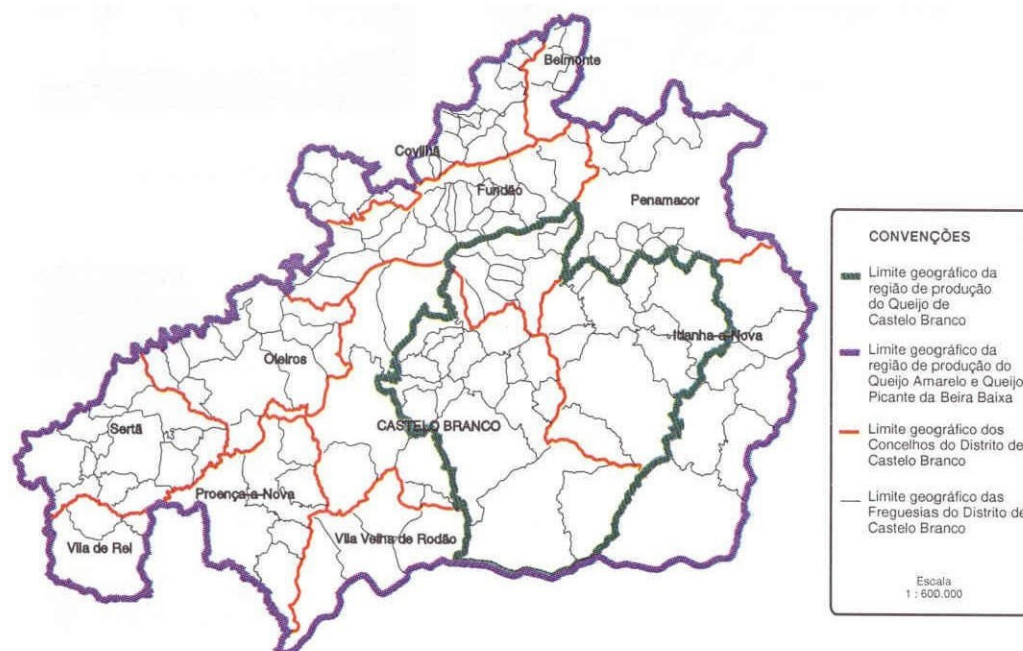 Belmonte
Covilhã
Fundão
Penamacor
Idanha-a-Nova
Oleiros
CASTELO BRANCO
Sertã
Proença-a-Nova
Vila Velha de Rodão
Vila de Rei
CONVENÇÕES
Limite geográfico da
região de produção
do Queijo de
Castelo Branco
Limite geográfico da
região de produção do
Queijo Amarelo e Queijo
Picante da Beira Baixa
Limite geográfico dos
Concelhos do Distrito de
Castelo Branco
Limite geográfico das
Freguesias do Distrito de
Castelo Branco
Escala
1 : 600.000